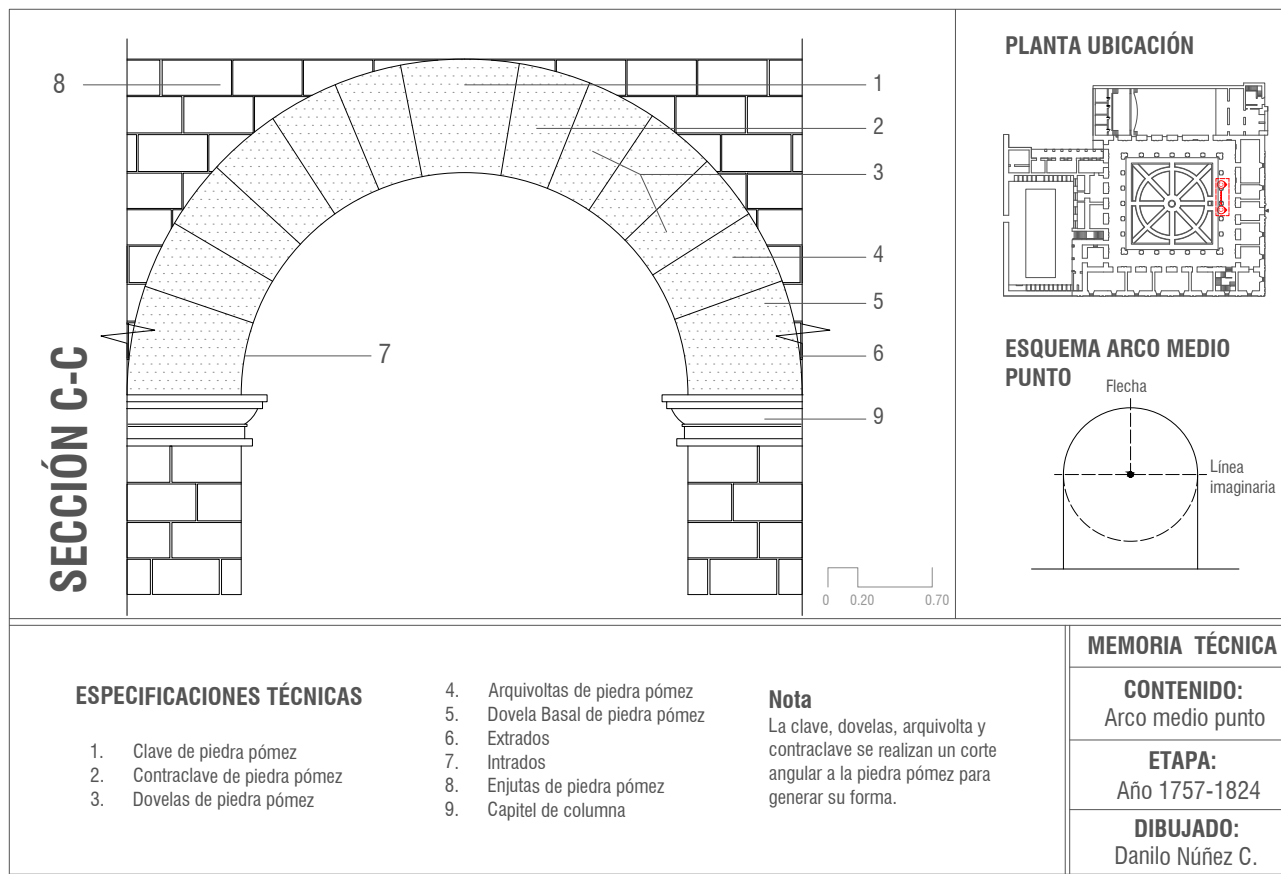 SECCIÓN C-C
8
1
2
3
4
5
6
7
9
0 0.20 0.70
PLANTA UBICACIÓN
ESQUEMA ARCO MEDIO
PUNTO
Flecha
Línea
imaginaria
ESPECIFICACIONES TÉCNICAS
1. Clave de piedra pómez
2. Contraclave de piedra pómez
3. Dovelas de piedra pómez
4. Arquivoltas de piedra pómez
5. Dovela Basal de piedra pómez
6. Extrados
7. Intrados
8. Enjutas de piedra pómez
9. Capitel de columna
Nota
La clave, dovelas, arquivolta y
contraclave se realizan un corte
angular a la piedra pómez para
generar su forma.
MEMORIA TÉCNICA
CONTENIDO:
Arco medio punto
ETAPA:
Año 1757-1824
DIBUJADO:
Danilo Núñez C.